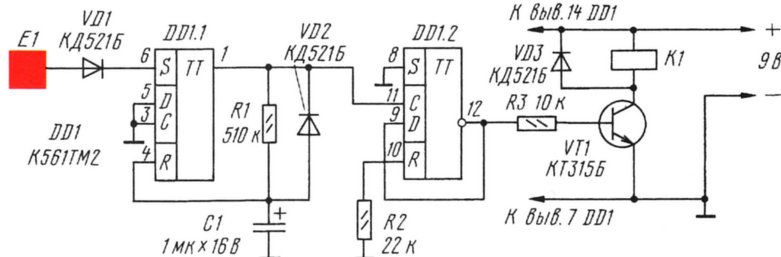 E1
VD1
КД521Б
6
S
5
D
3
C
4
R
DD1.1
TT
1
DD1
К561ТМ2
R1
510 к
VD2
КД521Б
C1
+
1 мк × 16 В
DD1.2
8
S
TT
11
C
9
D
10
R
12
R2
22 к
R3 10 к
К выв. 14 DD1
VD3
КД521Б
K1
+
9 В
—
VT1
КТ315Б
К выв. 7 DD1